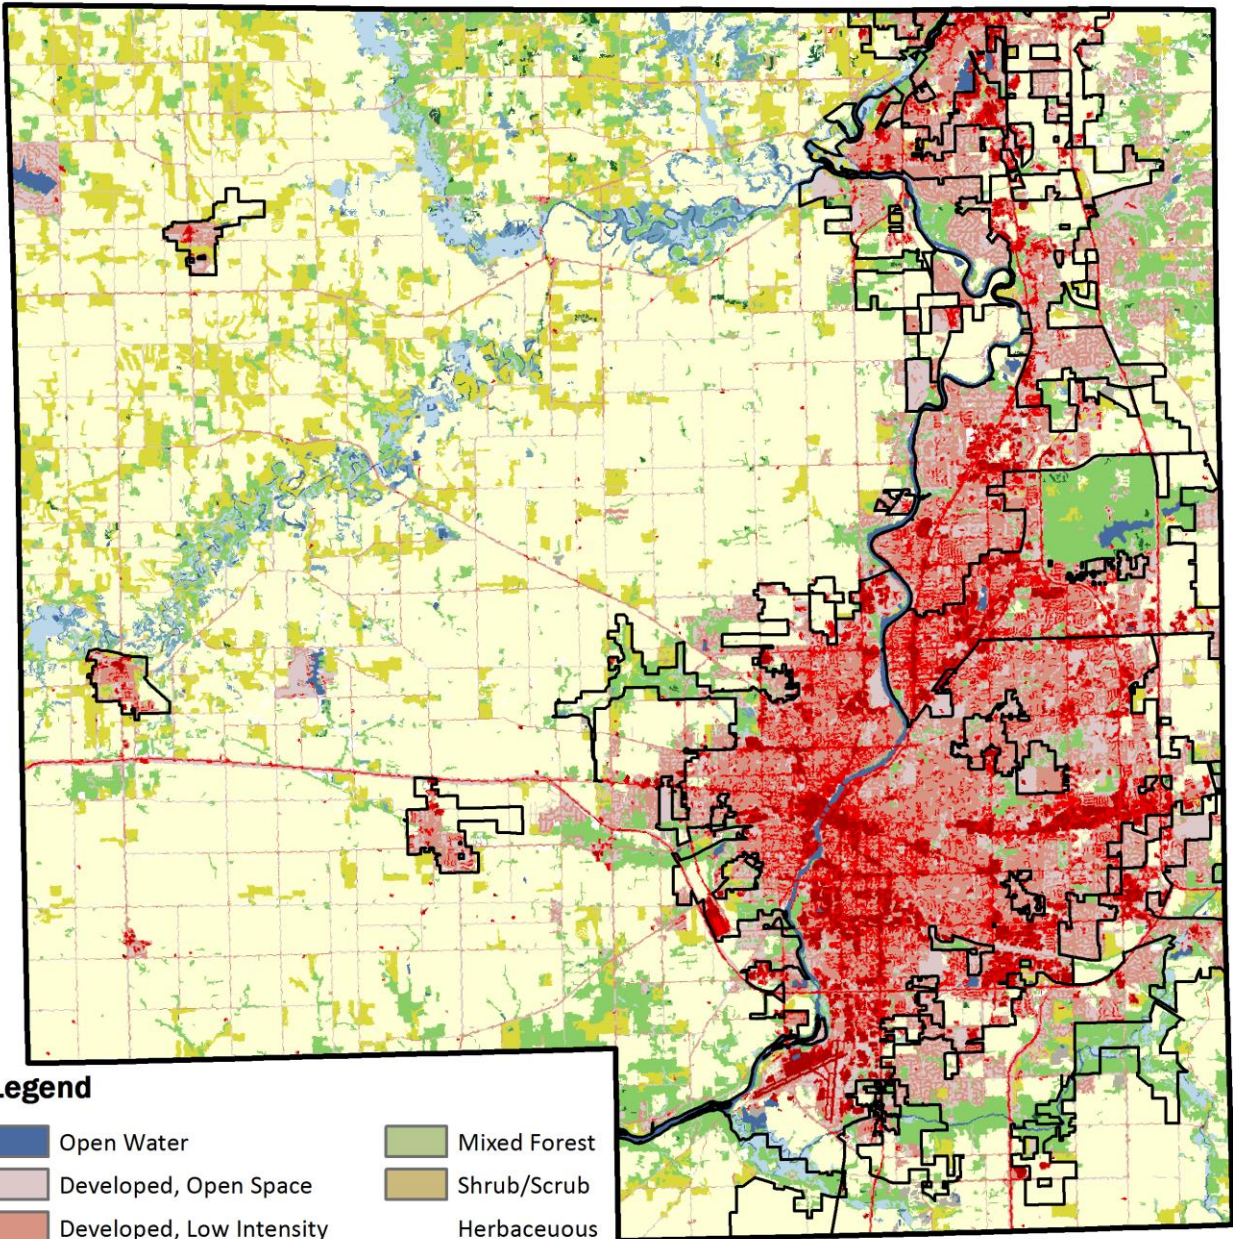 Legend
Open Water
Developed, Open Space
Developed, Low Intensity
Mixed Forest
Shrub/Scrub
Herbaceuous